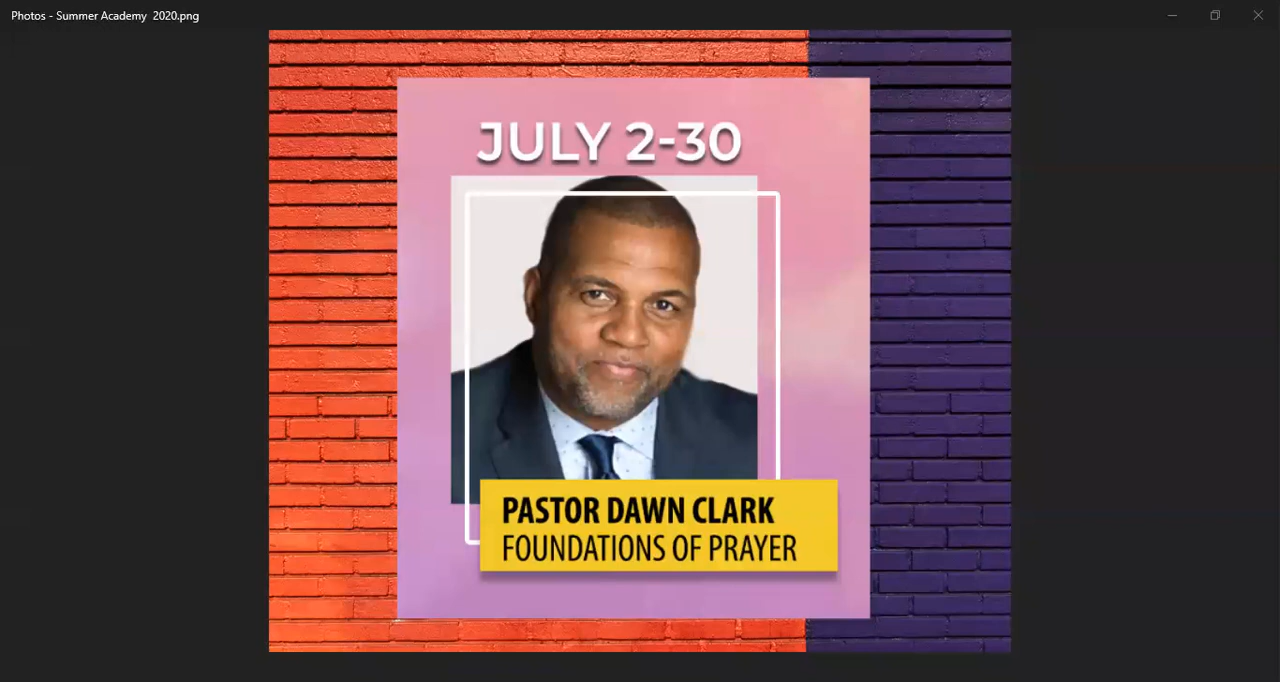 Photos - Summer Academy  2020.png
JULY 2-30
PASTOR DAWN CLARK
FOUNDATIONS OF PRAYER